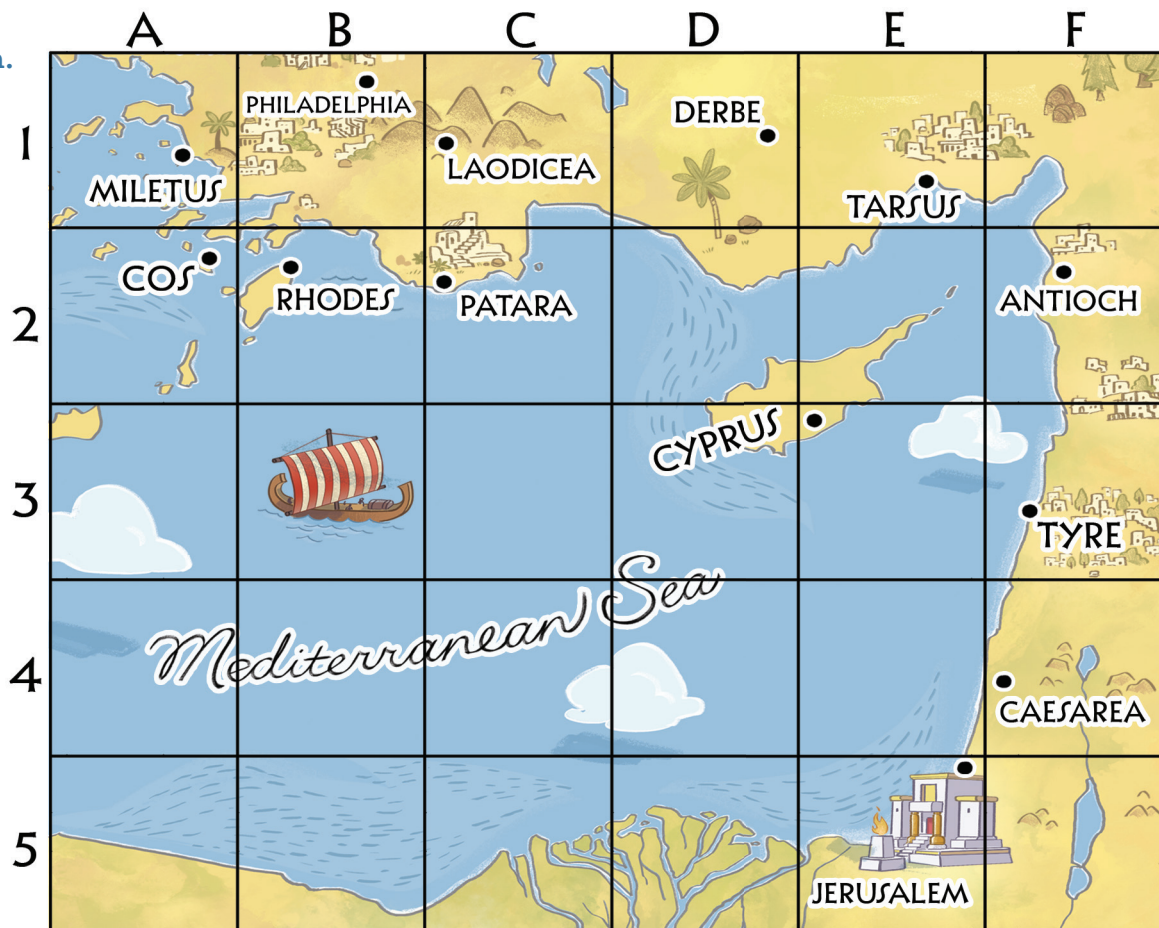 A B C D E F
n.
1
PHILADELPHIA
DERBE
LAODICEA
MILETUS
TARSUS
2
COS
RHODES
PATARA
ANTIOCH
3
CYPRUS
TYRE
4
Mediterranean Sea
CAESAREA
5
JERUSALEM